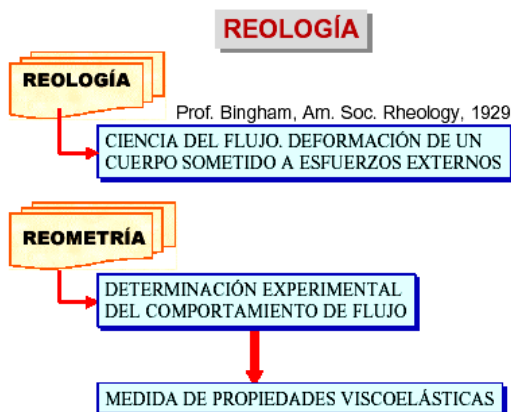 REOLOGÍA
REOLOGÍA
Prof. Bingham, Am. Soc. Rheology, 1929
CIENCIA DEL FLUJO. DEFORMACIÓN DE UN
CUERPO SOMETIDO A ESFUERZOS EXTERNOS
REOMETRÍA
DETERMINACIÓN EXPERIMENTAL
DEL COMPORTAMIENTO DE FLUJO
MEDIDA DE PROPIEDADES VISCOELÁSTICAS